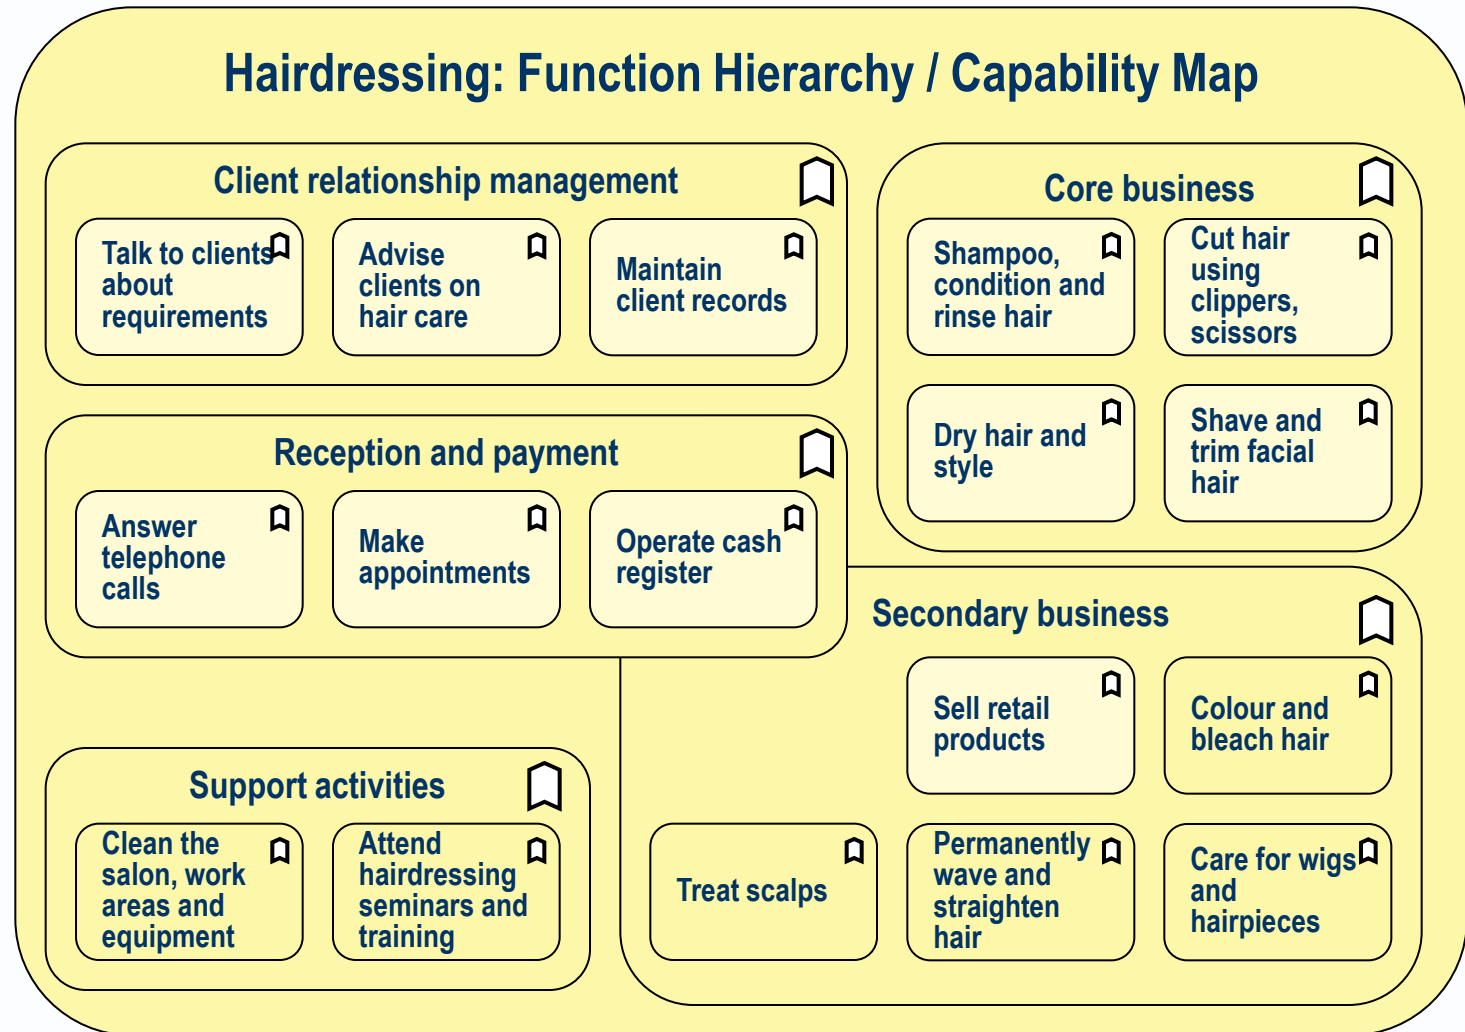 Hairdressing: Function Hierarchy / Capability Map
Client relationship management
Talk to clients
about
requirements
Advise
clients on
hair care
Maintain
client records
Core business
Shampoo,
condition and
rinse hair
Cut hair
using
clippers,
scissors
Dry hair and
style
Shave and
trim facial
hair
Reception and payment
Answer
telephone
calls
Make
appointments
Operate cash
register
Secondary business
Sell retail
products
Colour and
bleach hair
Treat scalps
Permanently
wave and
straighten
hair
Care for wigs
and
hairpieces
Support activities
Clean the
salon, work
areas and
equipment
Attend
hairdressing
seminars and
training